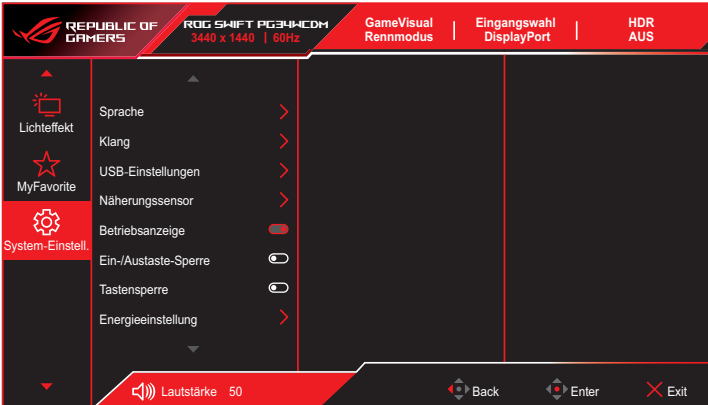 REPUBLIC OF
GAMERS
ROG SWIFT PG34WCDM
3440 x 1440 | 60Hz
GameVisual
Rennmodus
Eingangswahl
DisplayPort
HDR
AUS
Lichteffekt
MyFavorite
System-Einstell.
Sprache
Klang
USB-Einstellungen
Näherungssensor
Betriebsanzeige
Ein-/Austaste-Sperre
Tastensperre
Energieeinstellung
Lautstärke 50
Back
Enter
Exit